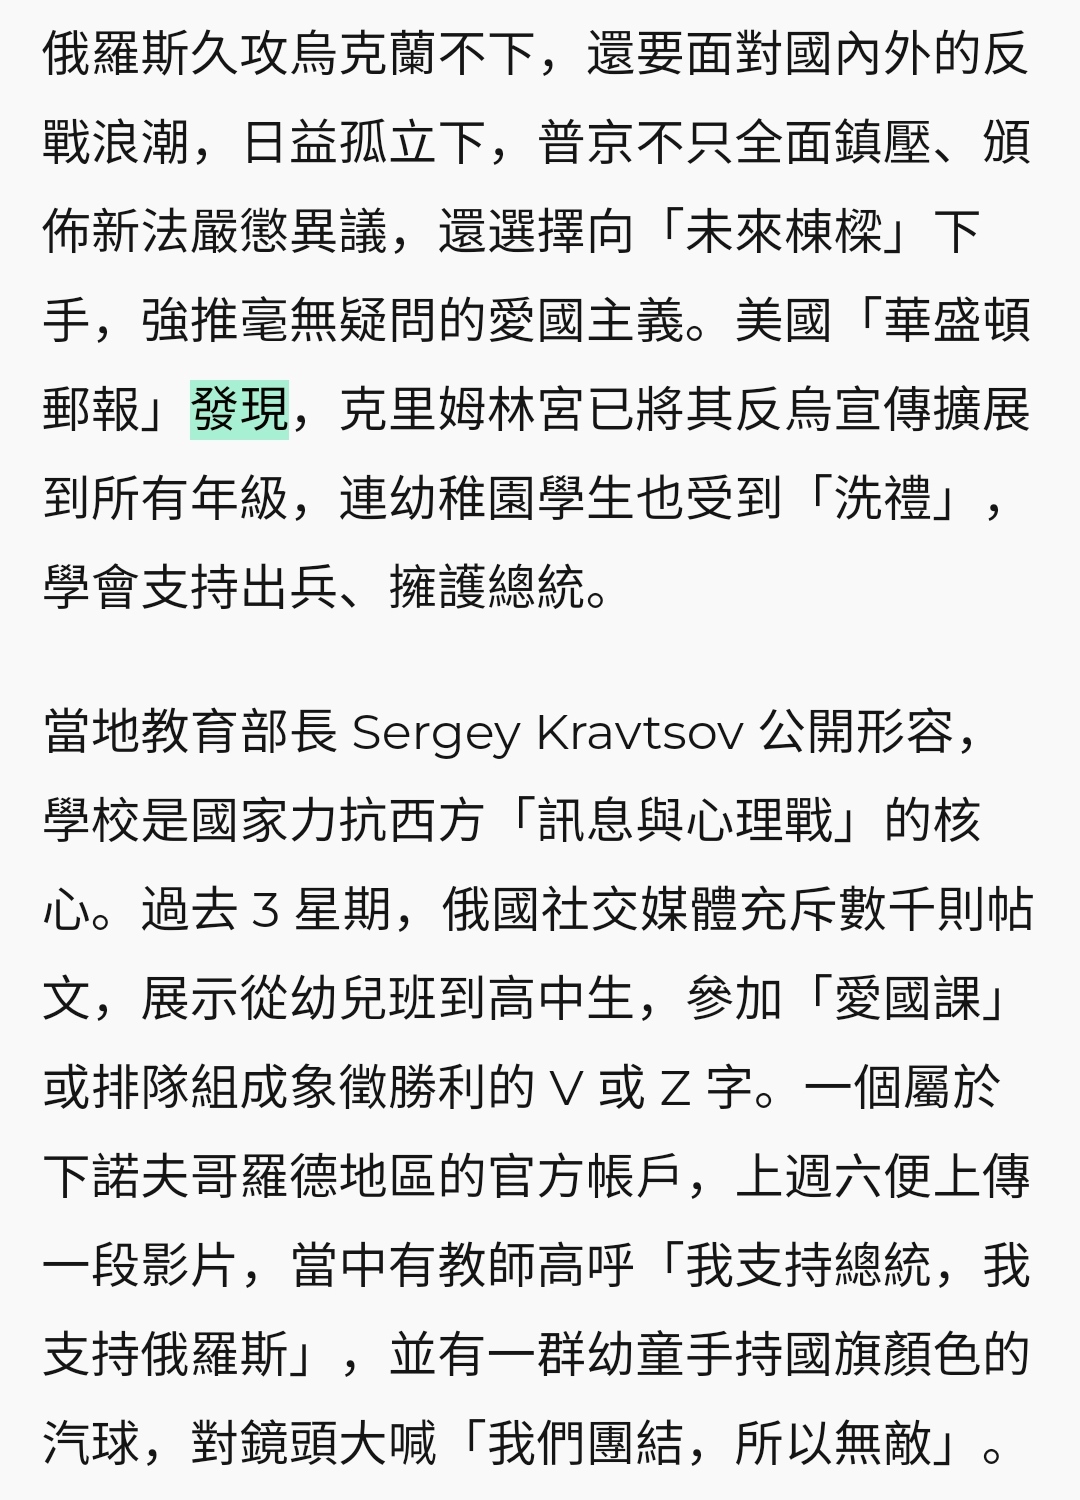 俄羅斯久攻烏克蘭不下，還要面對國內外的反
戰浪潮，日益孤立下，普京不只全面鎮壓、頒
佈新法嚴懲異議，還選擇向「未來棟樑」下
手，強推毫無疑問的愛國主義。美國「華盛頓
郵報」發現，克里姆林宮已將其反烏宣傳擴展
到所有年級，連幼稚園學生也受到「洗禮」，
學會支持出兵、擁護總統。
當地教育部長 Sergey Kravtsov 公開形容，
學校是國家力抗西方「訊息與心理戰」的核
心。過去 3 星期，俄國社交媒體充斥數千則帖
文，展示從幼兒班到高中生，參加「愛國課」
或排隊組成象徵勝利的 V 或 Z 字。一個屬於
下諾夫哥羅德地區的官方帳戶，上週六便上傳
一段影片，當中有教師高呼「我支持總統，我
支持俄羅斯」，並有一群幼童手持國旗顏色的
汽球，對鏡頭大喊「我們團結，所以無敵」。